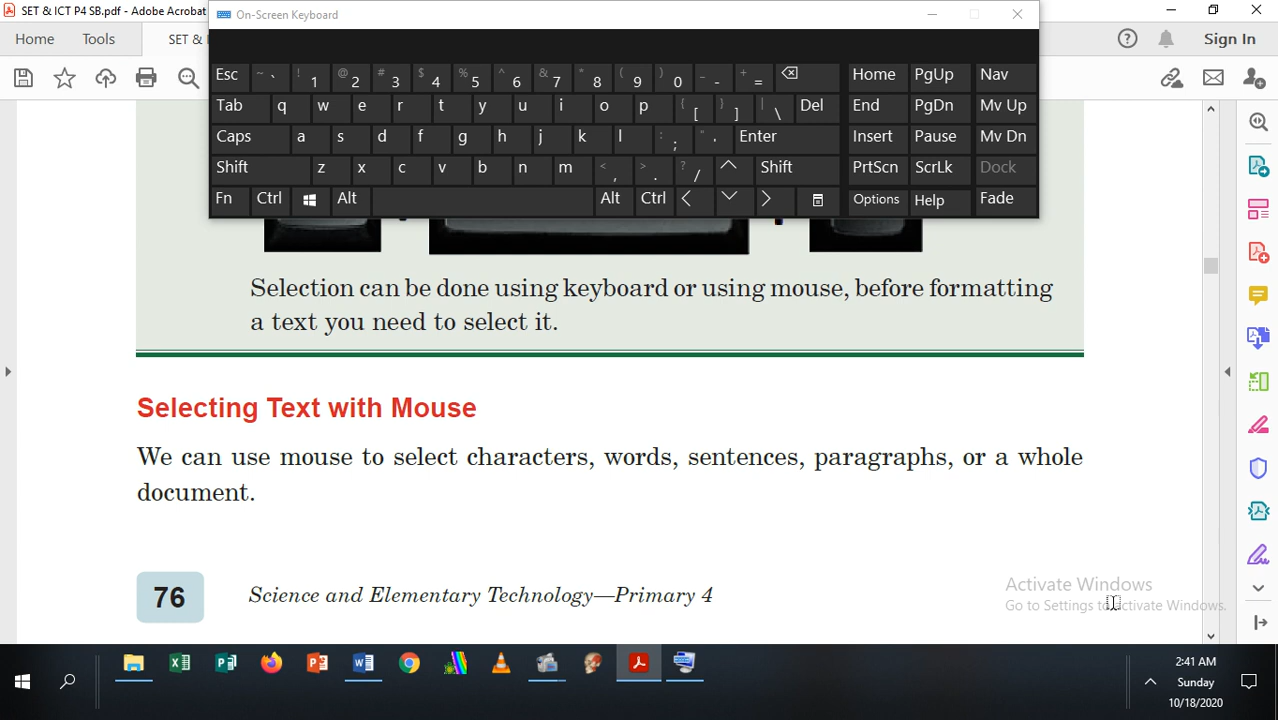 SET & ICT P4 SB.pdf - Adobe Acrobat
On-Screen Keyboard
Home Tools SET & I
Sign In
Esc ~ ` ! 1 @ 2 # 3 $ 4 % 5 ^ 6 & 7 * 8 ( 9 ) 0 _ - + = Home PgUp Nav
Tab q w e r t y u i o p { [ } ] | \ Del End PgDn Mv Up
Caps a s d f g h j k l : ; " ' Enter Insert Pause Mv Dn
Shift z x c v b n m < , > . ? / Shift PrtScn ScrLk Dock
Fn Ctrl Alt Alt Ctrl Options Help Fade
Selection can be done using keyboard or using mouse, before formatting
a text you need to select it.
Selecting Text with Mouse
We can use mouse to select characters, words, sentences, paragraphs, or a whole
document.
76 Science and Elementary Technology—Primary 4
Activate Windows
Go to Settings to activate Windows.
2:41 AM
Sunday
10/18/2020